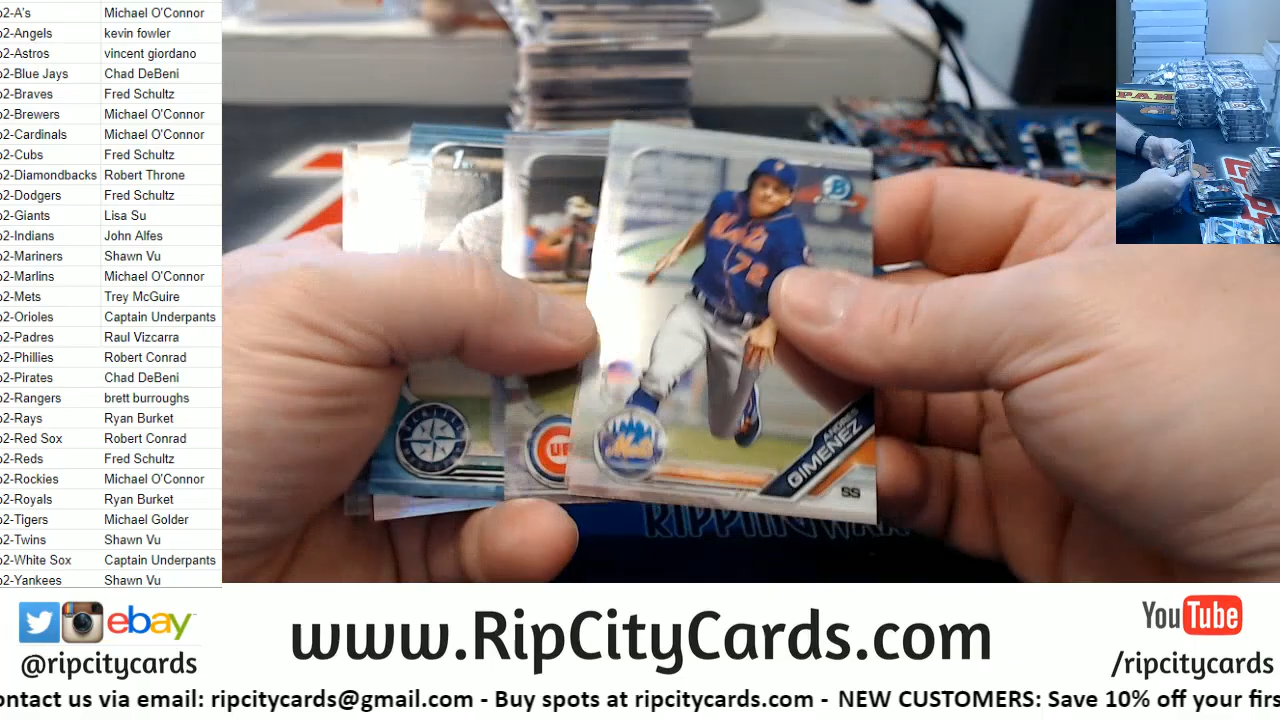 o2-A's Michael O'Connor
o2-Angels kevin fowler
o2-Astros vincent giordano
o2-Blue Jays Chad DeBeni
o2-Braves Fred Schultz
o2-Brewers Michael O'Connor
o2-Cardinals Michael O'Connor
o2-Cubs Fred Schultz
o2-Diamondbacks Robert Throne
o2-Dodgers Fred Schultz
o2-Giants Lisa Su
o2-Indians John Alfes
o2-Mariners Shawn Vu
o2-Marlins Michael O'Connor
o2-Mets Trey McGuire
o2-Orioles Captain Underpants
o2-Padres Raul Vizcarra
o2-Phillies Robert Conrad
o2-Pirates Chad DeBeni
o2-Rangers brett burroughs
o2-Rays Ryan Burket
o2-Red Sox Robert Conrad
o2-Reds Fred Schultz
o2-Rockies Michael O'Connor
o2-Royals Ryan Burket
o2-Tigers Michael Golder
o2-Twins Shawn Vu
o2-White Sox Captain Underpants
o2-Yankees Shawn Vu
1st
B
Mets
72
Mets
ANDRES
GIMENEZ
SS
RIPPINGWAX
ebay
@ripcitycards
www.RipCityCards.com
YouTube
/ripcitycards
ontact us via email: ripcitycards@gmail.com - Buy spots at ripcitycards.com - NEW CUSTOMERS: Save 10% off your firs